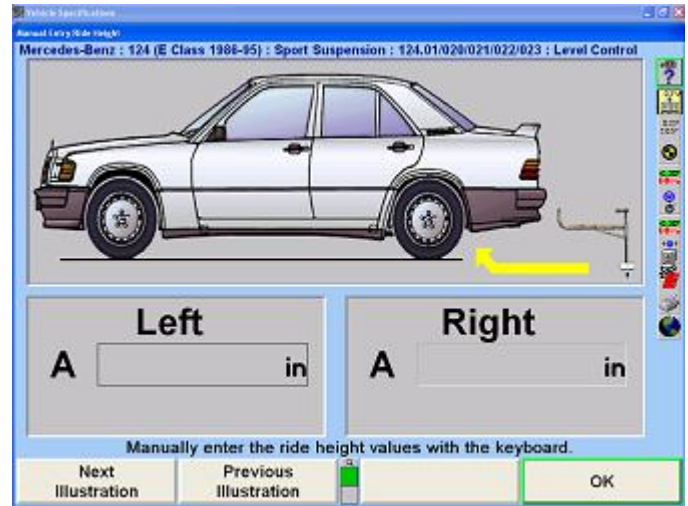 Vehicle Specifications
Manual Entry Ride Height
Mercedes-Benz : 124 (E Class 1986-95) : Sport Suspension : 124.01/020/021/022/023 : Level Control
Left
Right
A in
A in
Manually enter the ride height values with the keyboard.
Next Illustration
Previous Illustration
OK